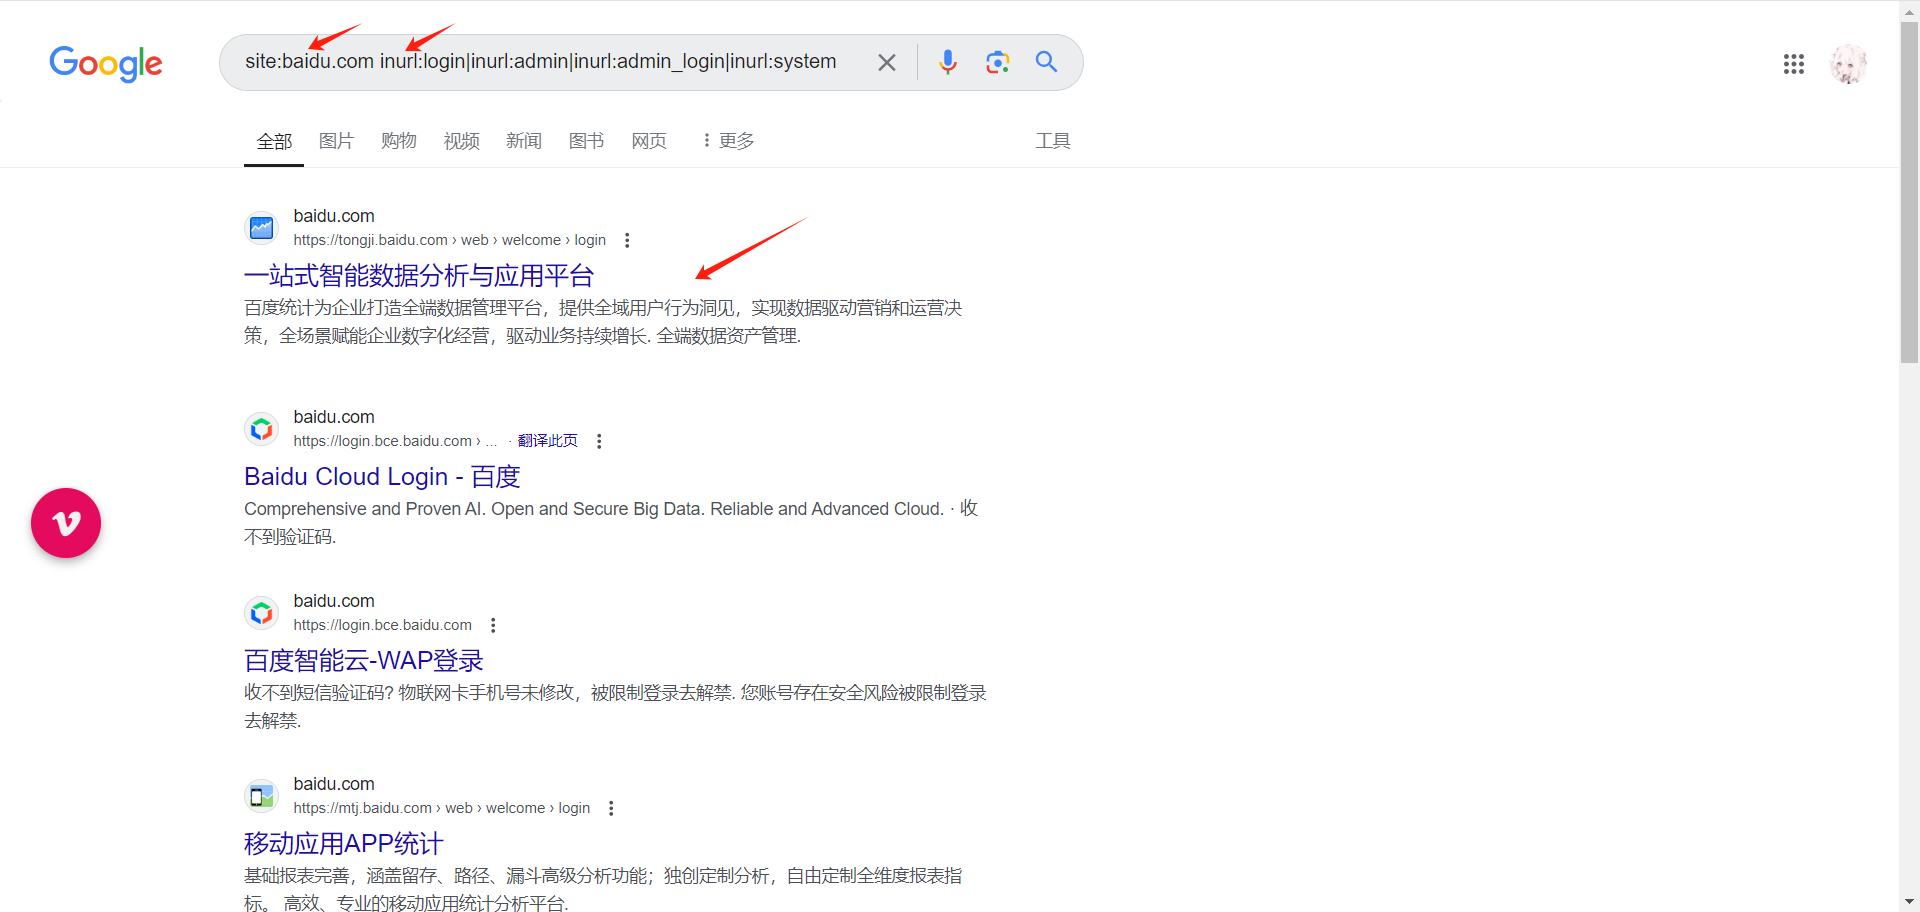 Google
site:baidu.com inurl:login|inurl:admin|inurl:admin_login|inurl:system
全部 图片 购物 视频 新闻 图书 网页 更多 工具
baidu.com
https://tongji.baidu.com › web › welcome › login
一站式智能数据分析与应用平台
百度统计为企业打造全端数据管理平台，提供全域用户行为洞见，实现数据驱动营销和运营决
策，全场景赋能企业数字化经营，驱动业务持续增长. 全端数据资产管理.
baidu.com
https://login.bce.baidu.com › ... · 翻译此页
Baidu Cloud Login - 百度
Comprehensive and Proven AI. Open and Secure Big Data. Reliable and Advanced Cloud. · 收
不到验证码.
baidu.com
https://login.bce.baidu.com
百度智能云-WAP登录
收不到短信验证码? 物联网卡手机号未修改，被限制登录去解禁. 您账号存在安全风险被限制登录
去解禁.
baidu.com
https://mtj.baidu.com › web › welcome › login
移动应用APP统计
基础报表完善，涵盖留存、路径、漏斗高级分析功能；独创定制分析，自由定制全维度报表指
标。 高效、专业的移动应用统计分析平台.